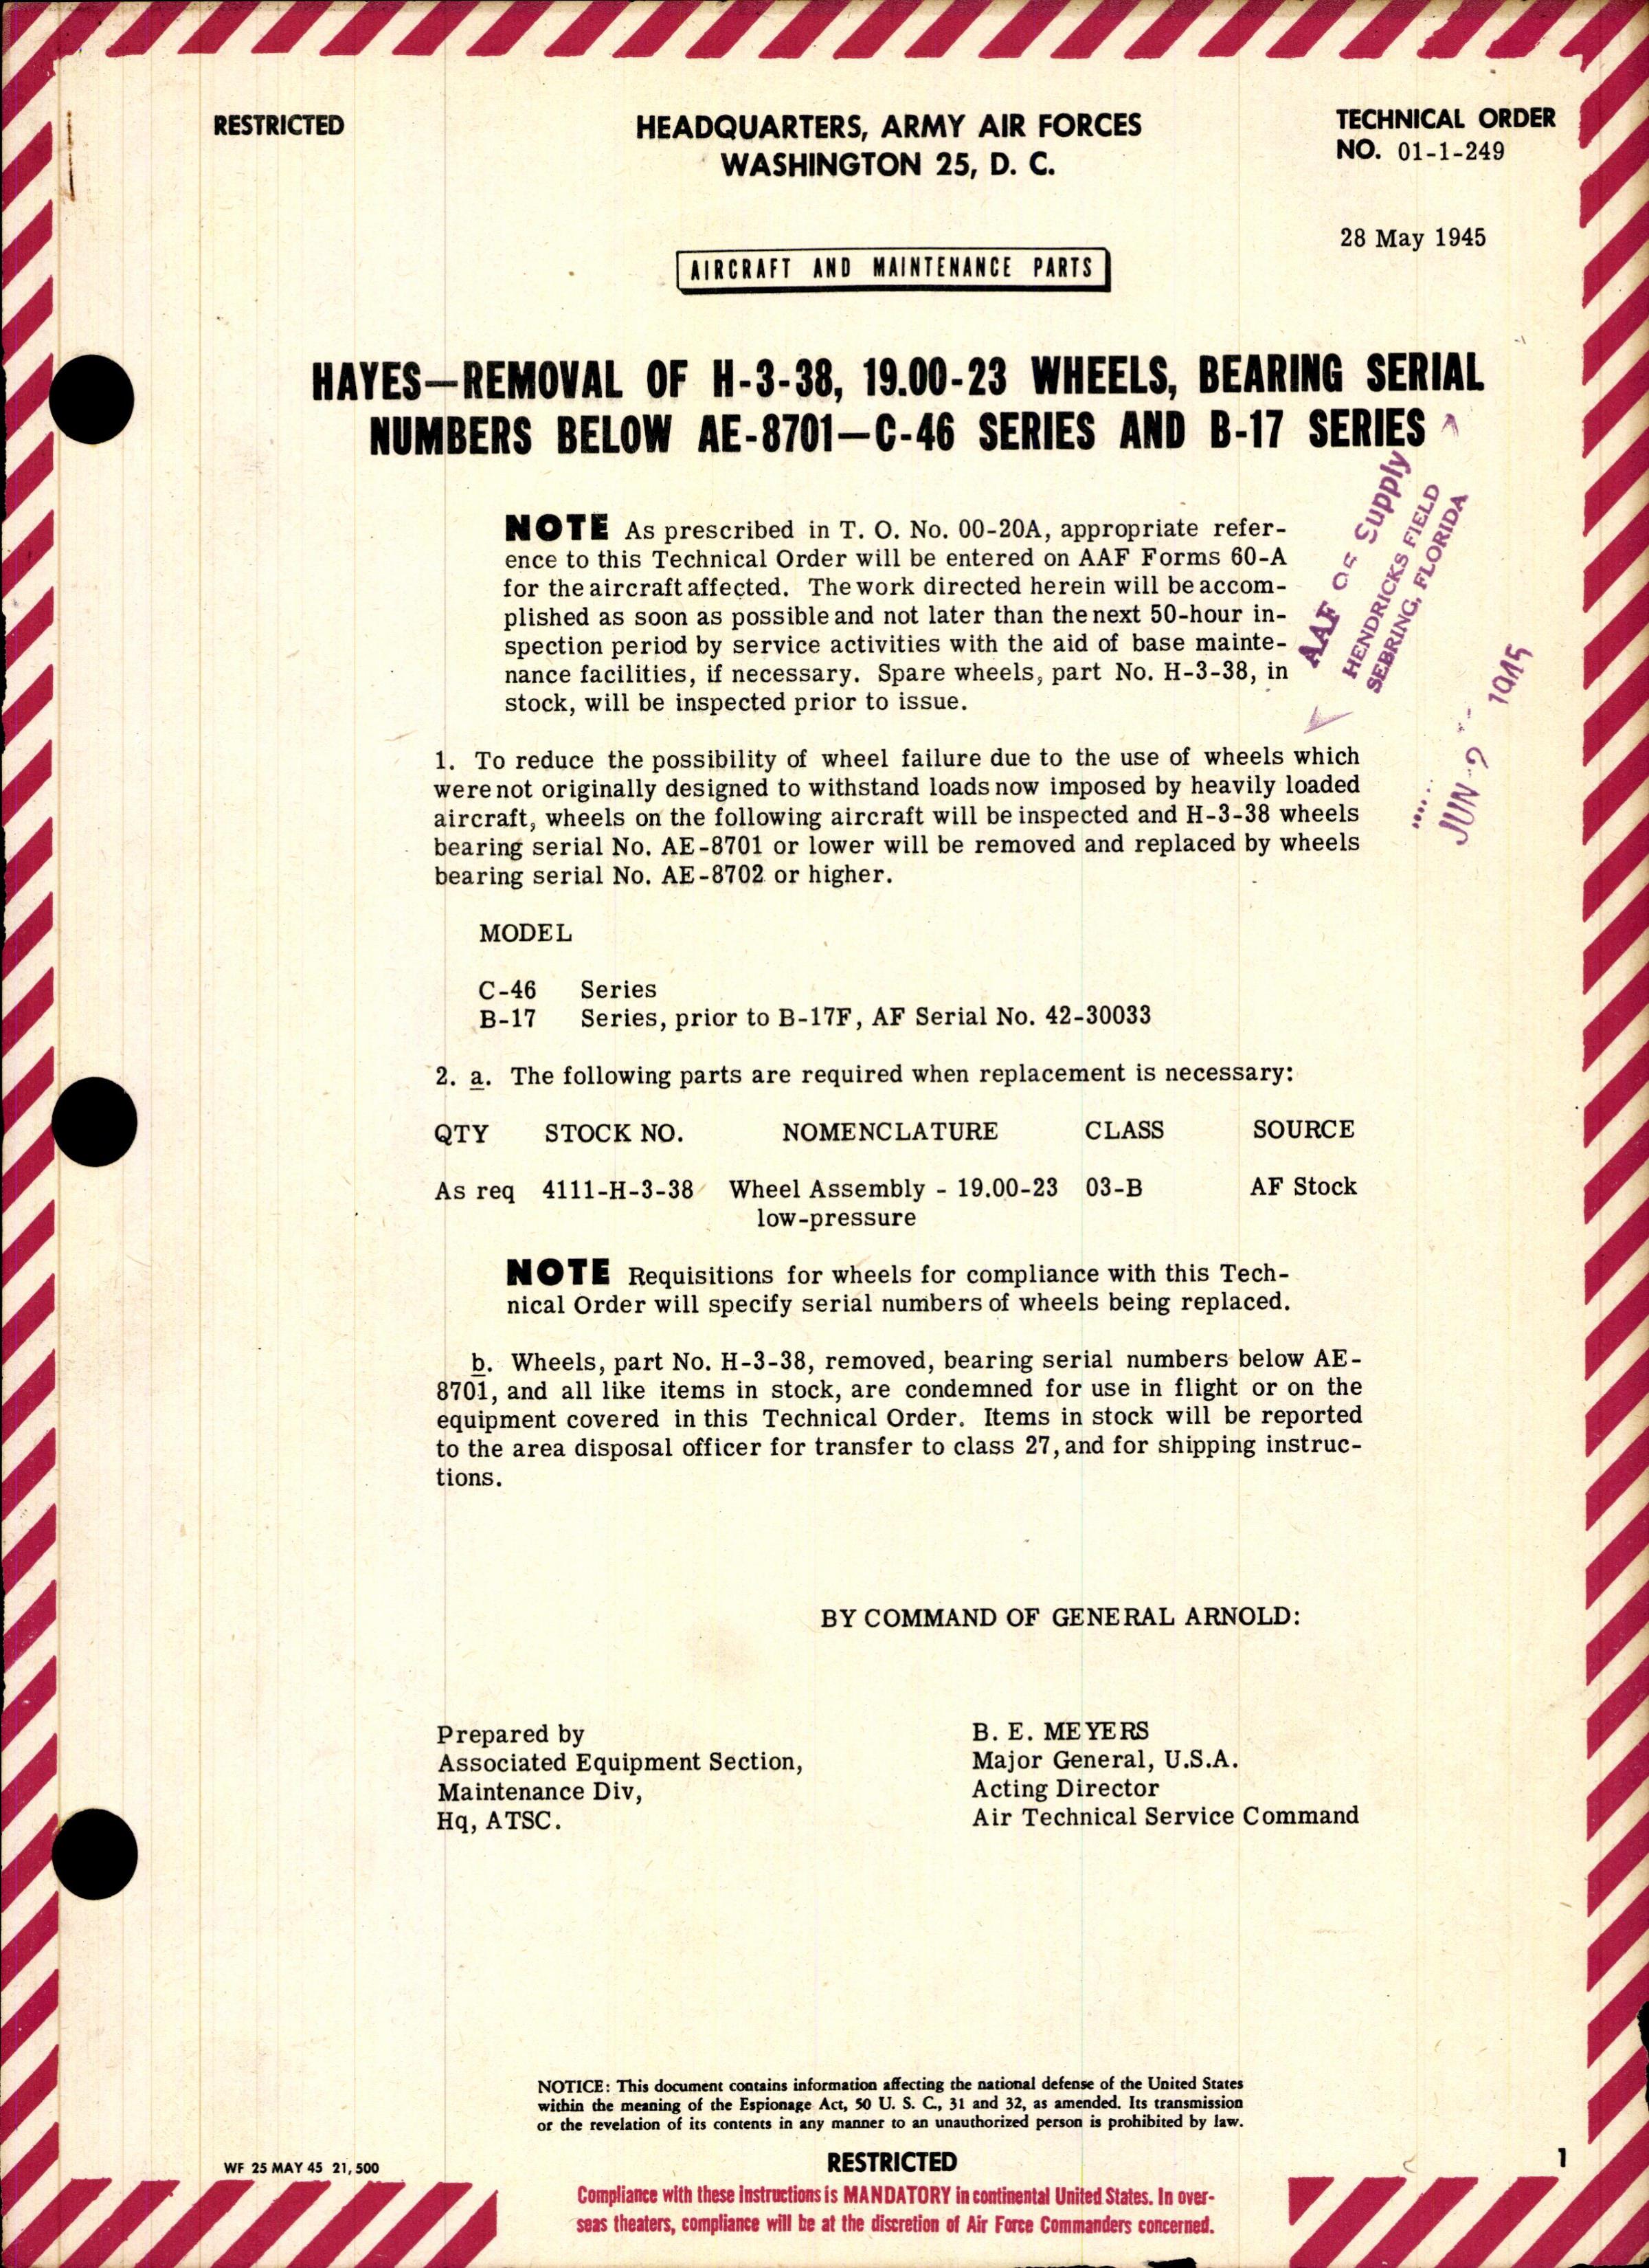 RESTRICTED
HEADQUARTERS, ARMY AIR FORCES
WASHINGTON 25, D. C.
TECHNICAL ORDER
NO. 01-1-249
28 May 1945
AIRCRAFT AND MAINTENANCE PARTS
HAYES—REMOVAL OF H-3-38, 19.00-23 WHEELS, BEARING SERIAL
NUMBERS BELOW AE-8701—C-46 SERIES AND B-17 SERIES
NOTE As prescribed in T. O. No. 00-20A, appropriate refer-
ence to this Technical Order will be entered on AAF Forms 60-A
for the aircraft affected. The work directed herein will be accom-
plished as soon as possible and not later than the next 50-hour in-
spection period by service activities with the aid of base mainte-
nance facilities, if necessary. Spare wheels, part No. H-3-38, in
stock, will be inspected prior to issue.
AAF OF Supply
HENDRICKS FIELD
SEBRING, FLORIDA
JUN -2 1945
1. To reduce the possibility of wheel failure due to the use of wheels which
were not originally designed to withstand loads now imposed by heavily loaded
aircraft, wheels on the following aircraft will be inspected and H-3-38 wheels
bearing serial No. AE-8701 or lower will be removed and replaced by wheels
bearing serial No. AE-8702 or higher.
MODEL
C-46 Series
B-17 Series, prior to B-17F, AF Serial No. 42-30033
2. a. The following parts are required when replacement is necessary:
QTY STOCK NO. NOMENCLATURE CLASS SOURCE
As req 4111-H-3-38 Wheel Assembly - 19.00-23 03-B AF Stock
low-pressure
NOTE Requisitions for wheels for compliance with this Tech-
nical Order will specify serial numbers of wheels being replaced.
b. Wheels, part No. H-3-38, removed, bearing serial numbers below AE-
8701, and all like items in stock, are condemned for use in flight or on the
equipment covered in this Technical Order. Items in stock will be reported
to the area disposal officer for transfer to class 27, and for shipping instruc-
tions.
BY COMMAND OF GENERAL ARNOLD:
Prepared by
Associated Equipment Section,
Maintenance Div,
Hq, ATSC.
B. E. MEYERS
Major General, U.S.A.
Acting Director
Air Technical Service Command
NOTICE: This document contains information affecting the national defense of the United States
within the meaning of the Espionage Act, 50 U. S. C., 31 and 32, as amended. Its transmission
or the revelation of its contents in any manner to an unauthorized person is prohibited by law.
WF 25 MAY 45 21,500
RESTRICTED
1
Compliance with these instructions is MANDATORY in continental United States. In over-
seas theaters, compliance will be at the discretion of Air Force Commanders concerned.